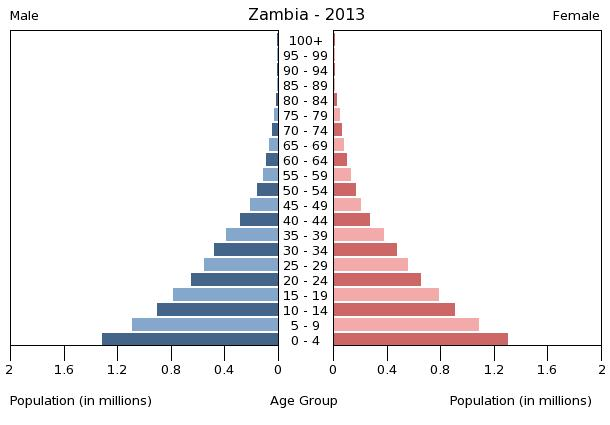 Male Zambia - 2013 Female
100+
95 - 99
90 - 94
85 - 89
80 - 84
75 - 79
70 - 74
65 - 69
60 - 64
55 - 59
50 - 54
45 - 49
40 - 44
35 - 39
30 - 34
25 - 29
20 - 24
15 - 19
10 - 14
5 - 9
0 - 4
2 1.6 1.2 0.8 0.4 0 0 0.4 0.8 1.2 1.6 2
Population (in millions) Age Group Population (in millions)